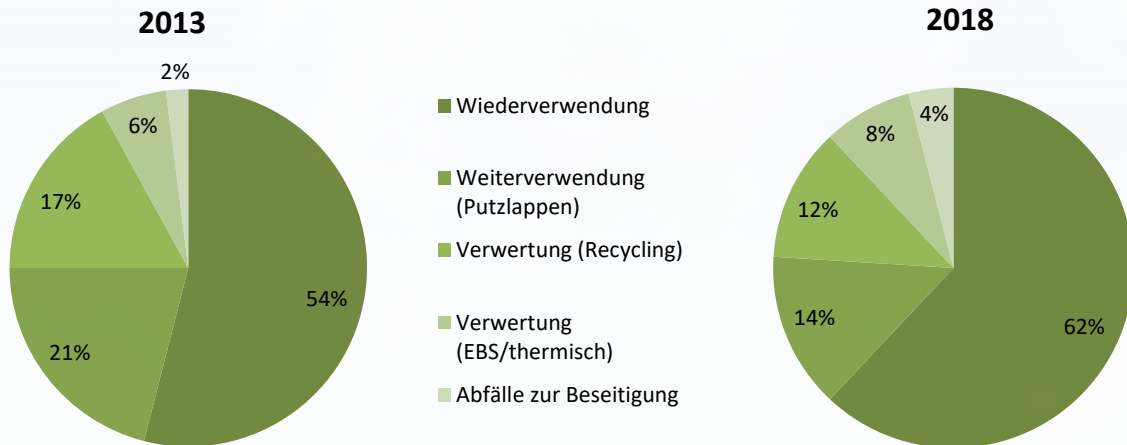 2013
2%
6%
17%
54%
21%
Wiederverwendung
Weiterverwendung
(Putzlappen)
Verwertung (Recycling)
Verwertung
(EBS/thermisch)
Abfälle zur Beseitigung
2018
4%
8%
12%
14%
62%